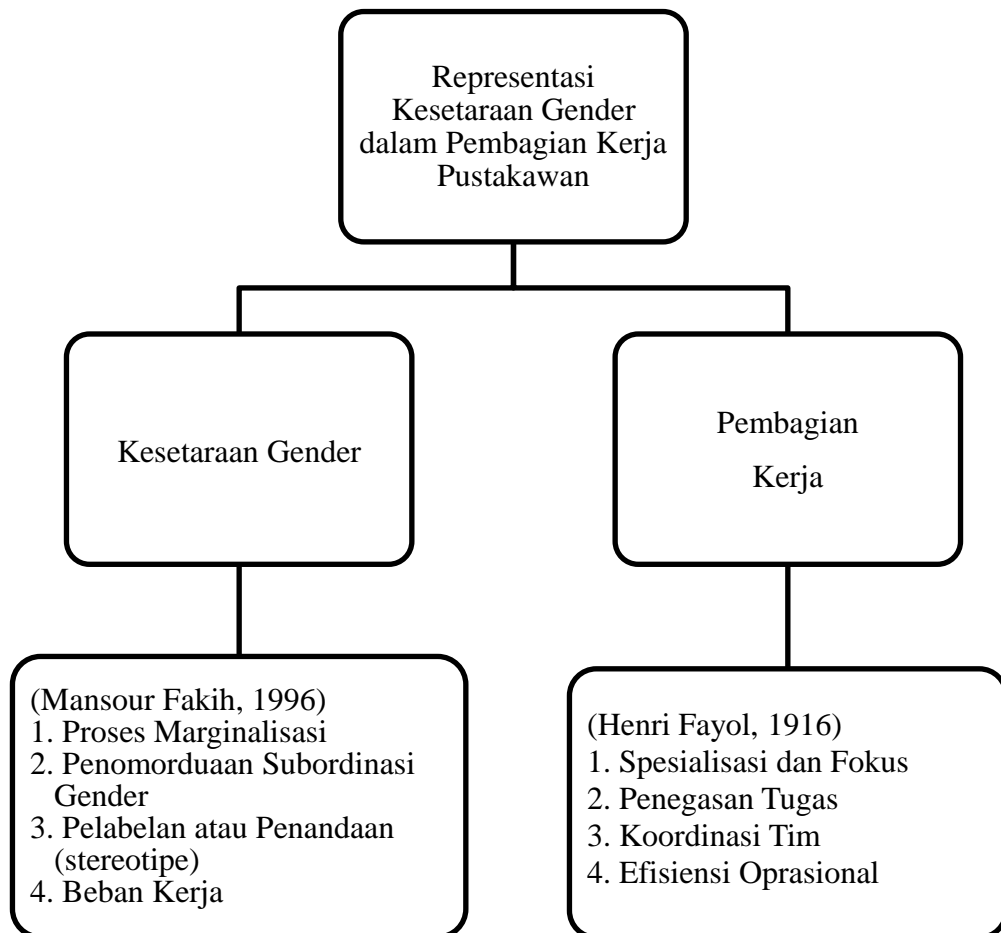 Representasi
Kesetaraan Gender
dalam Pembagian Kerja
Pustakawan
Kesetaraan Gender
Pembagian
Kerja
(Mansour Fakih, 1996)
1. Proses Marginalisasi
2. Penomorduaan Subordinasi
Gender
3. Pelabelan atau Penandaan
(stereotipe)
4. Beban Kerja
(Henri Fayol, 1916)
1. Spesialisasi dan Fokus
2. Penegasan Tugas
3. Koordinasi Tim
4. Efisiensi Oprasional